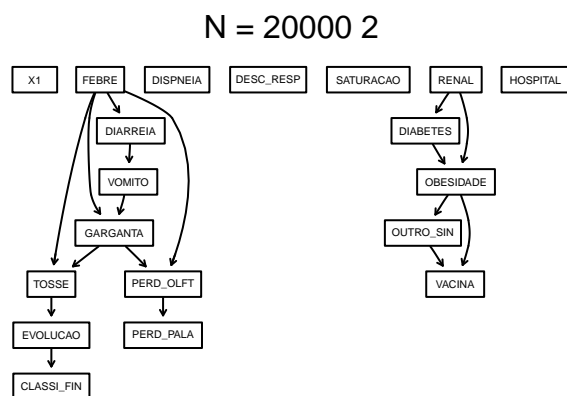 N = 20000 2
X1 FEBRE DISPNEIA DESC_RESP SATURACAO RENAL HOSPITAL
DIARREIA DIABETES
VOMITO OBESIDADE
GARGANTA OUTRO_SIN
TOSSE PERD_OLFT VACINA
EVOLUCAO PERD_PALA
CLASSI_FIN